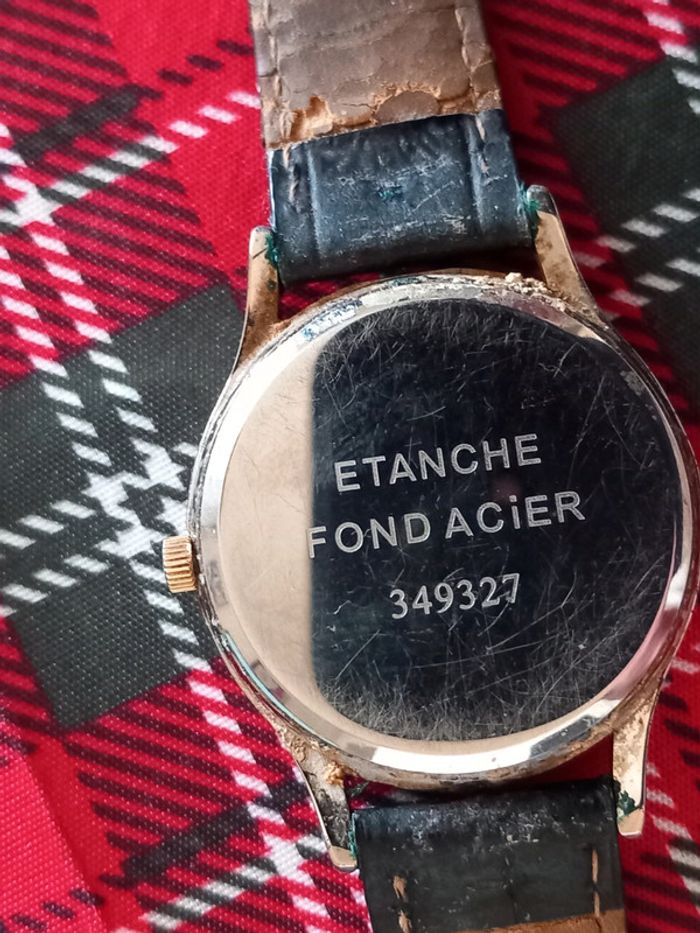 ETANCHE
FOND ACiER
349327